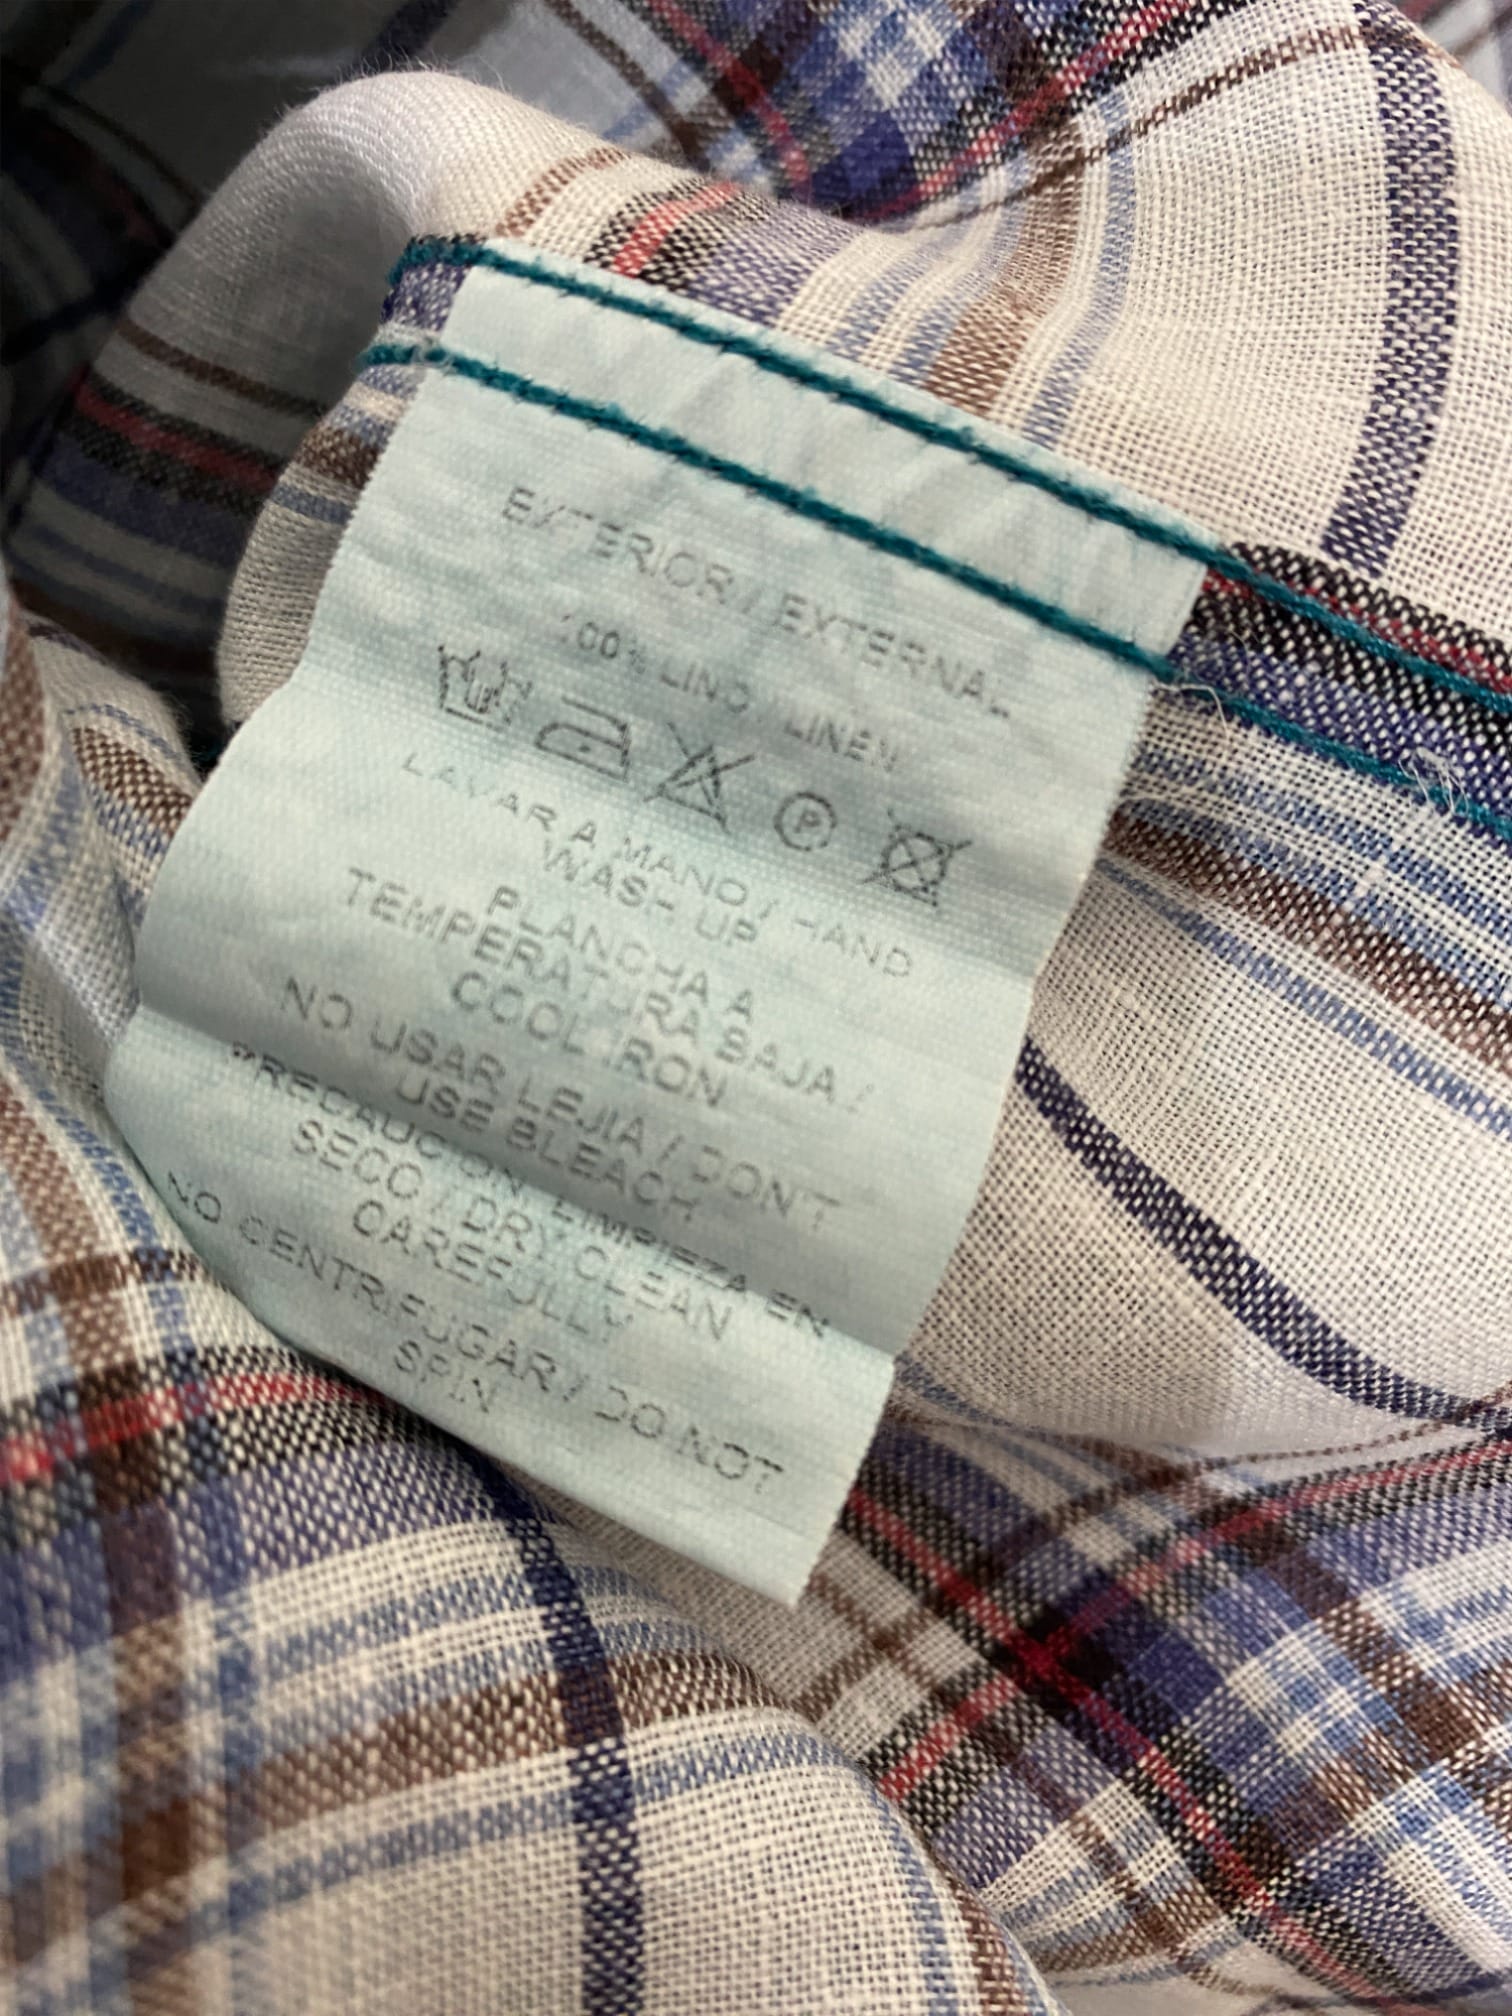 EXTERIOR / EXTERNAL
100% LINO / LINEN
P
LAVAR A MANO / HAND
WASH UP
PLANCHA A
TEMPERATURA BAJA /
COOL IRON
NO USAR LEJIA / DON'T
USE BLEACH
PRECAUCION LIMPIEZA EN
SECO / DRY CLEAN
CAREFULLY
NO CENTRIFUGAR / DO NOT
SPIN